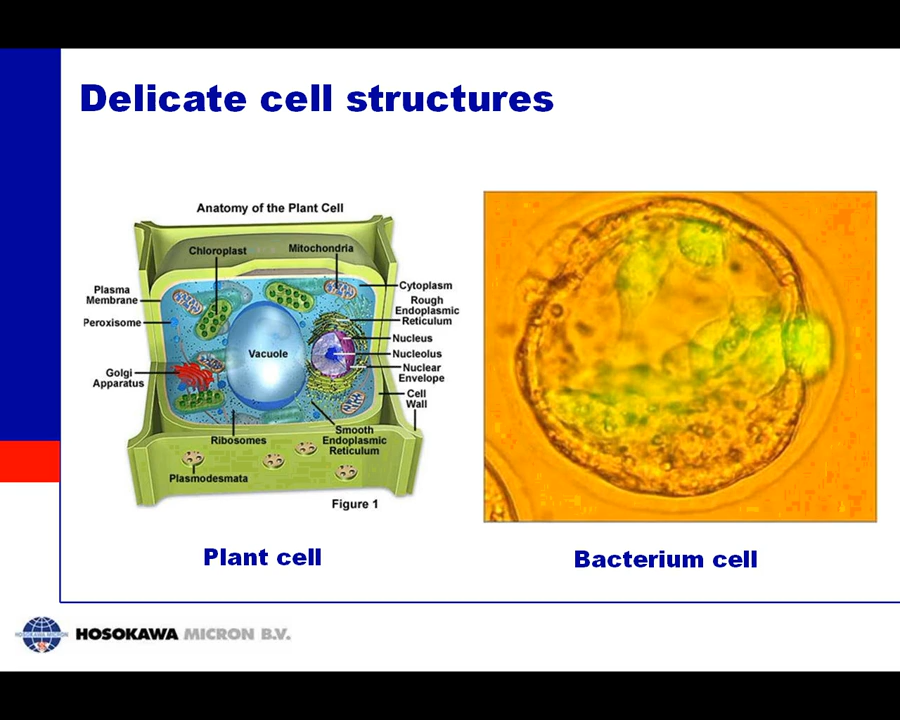 Delicate cell structures
Anatomy of the Plant Cell
Chloroplast
Mitochondria
Plasma
Membrane
Cytoplasm
Rough
Endoplasmic
Reticulum
Peroxisome
Nucleus
Vacuole
Nucleolus
Nuclear
Envelope
Golgi
Apparatus
Cell
Wall
Ribosomes
Smooth
Endoplasmic
Reticulum
Plasmodesmata
Figure 1
Plant cell
Bacterium cell
HOSOKAWA MICRON
HOSOKAWA MICRON B.V.